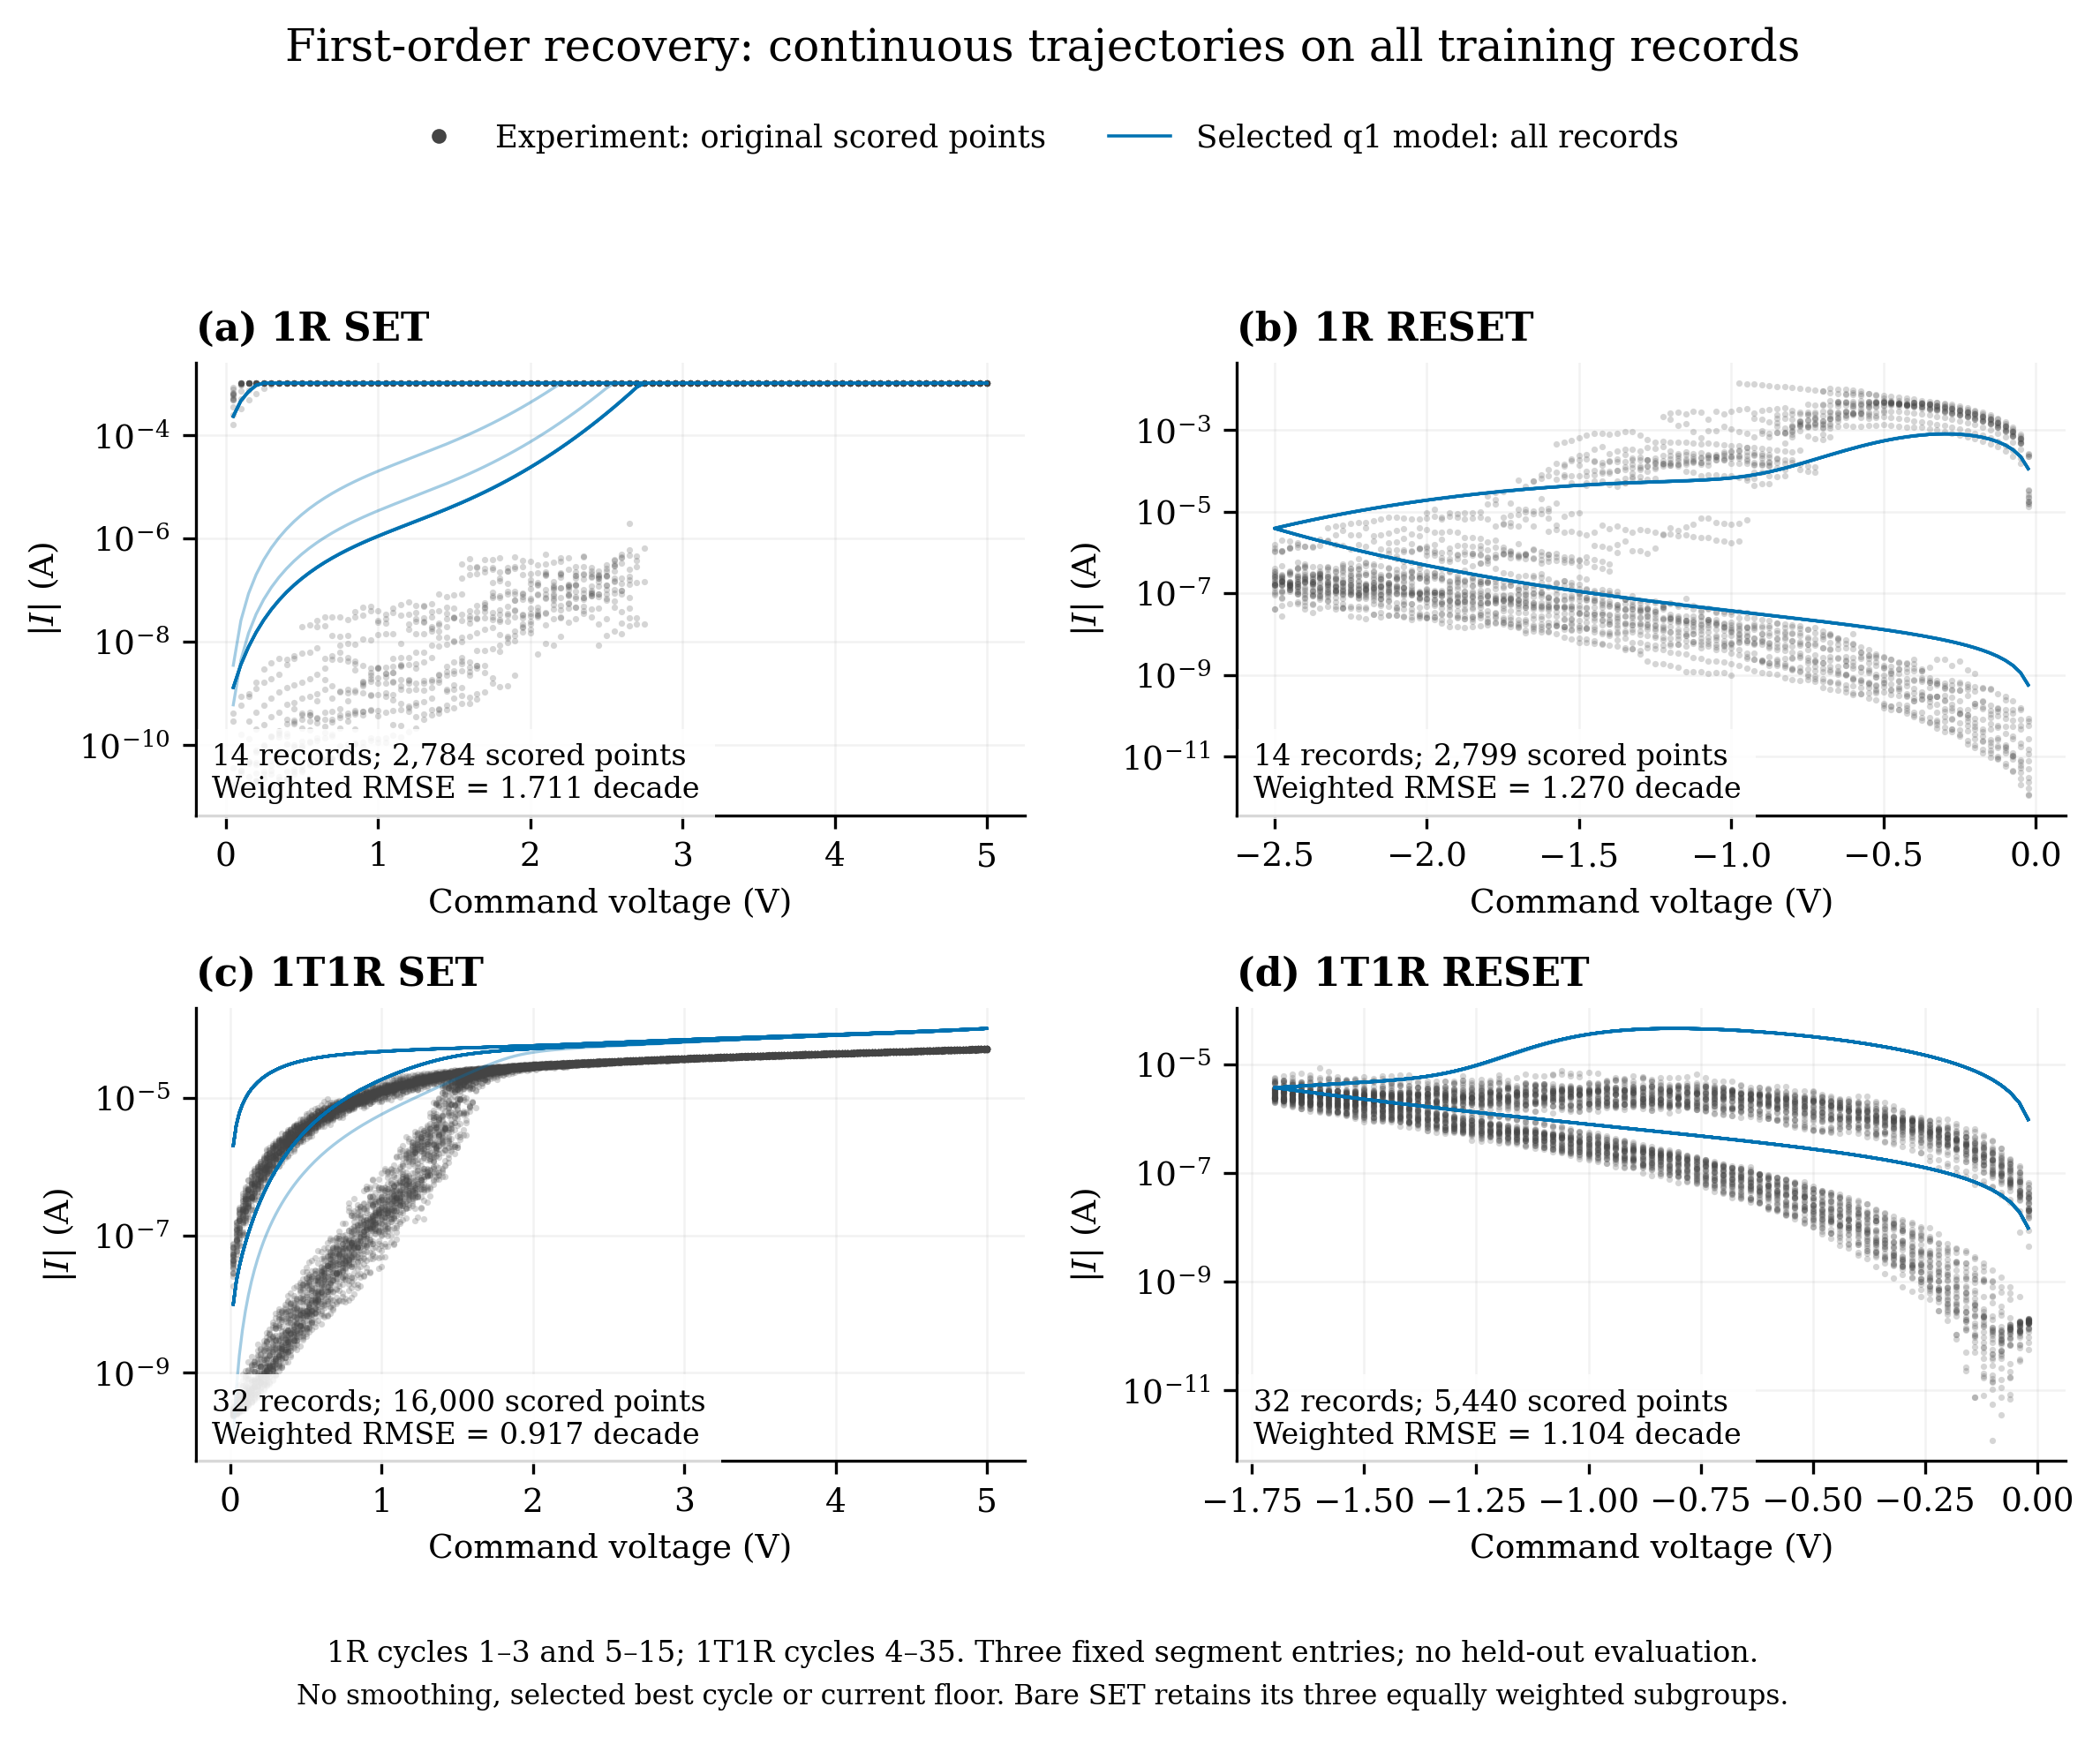 First-order recovery: continuous trajectories on all training records
Experiment: original scored points
Selected q1 model: all records
(a) 1R SET
|I| (A)
10⁻⁴
10⁻⁶
10⁻⁸
10⁻¹⁰
14 records; 2,784 scored points
Weighted RMSE = 1.711 decade
0 1 2 3 4 5
Command voltage (V)
(b) 1R RESET
|I| (A)
10⁻³
10⁻⁵
10⁻⁷
10⁻⁹
10⁻¹¹
14 records; 2,799 scored points
Weighted RMSE = 1.270 decade
−2.5 −2.0 −1.5 −1.0 −0.5 0.0
Command voltage (V)
(c) 1T1R SET
|I| (A)
10⁻⁵
10⁻⁷
10⁻⁹
32 records; 16,000 scored points
Weighted RMSE = 0.917 decade
0 1 2 3 4 5
Command voltage (V)
(d) 1T1R RESET
|I| (A)
10⁻⁵
10⁻⁷
10⁻⁹
10⁻¹¹
32 records; 5,440 scored points
Weighted RMSE = 1.104 decade
−1.75 −1.50 −1.25 −1.00 −0.75 −0.50 −0.25 0.00
Command voltage (V)
1R cycles 1–3 and 5–15; 1T1R cycles 4–35. Three fixed segment entries; no held-out evaluation.
No smoothing, selected best cycle or current floor. Bare SET retains its three equally weighted subgroups.